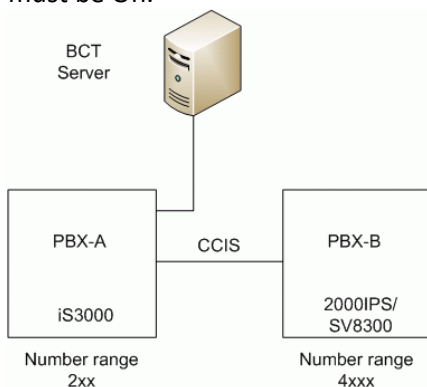 must be On.
BCT
Server
PBX-A
CCIS
PBX-B
iS3000
2000IPS/
SV8300
Number range
2xx
Number range
4xxx